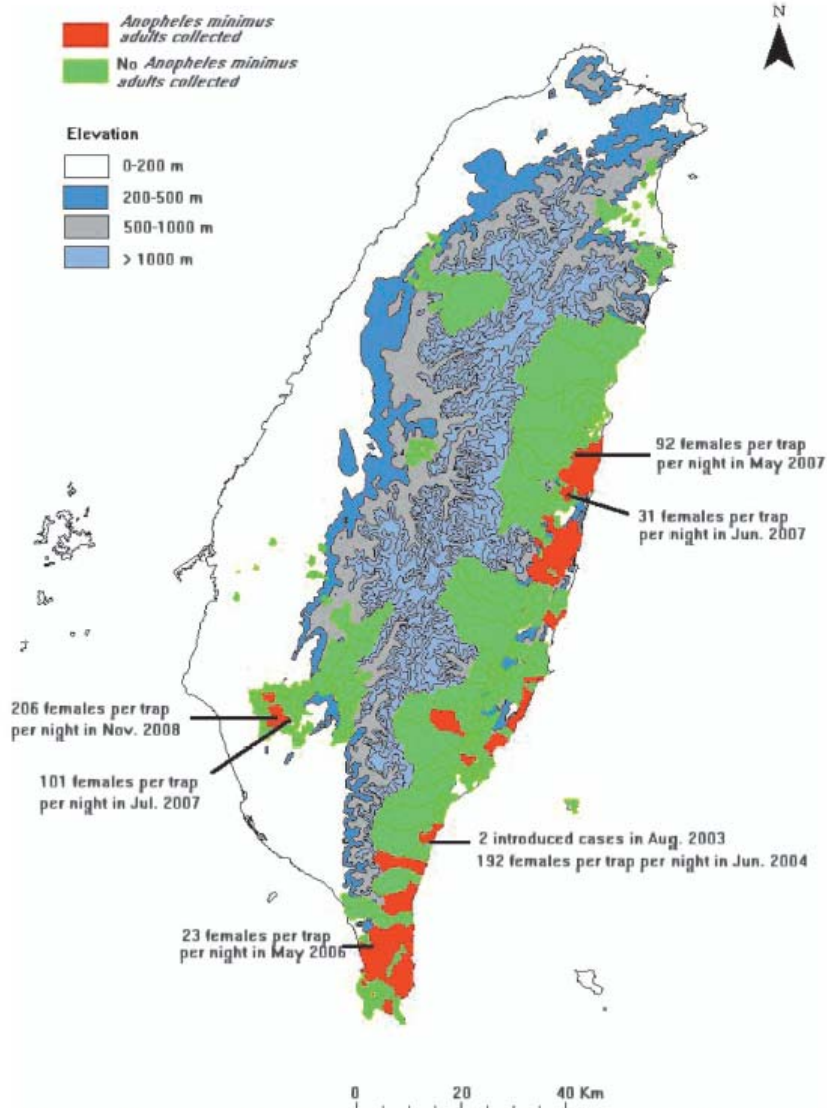 Anopheles minimus
adults collected
No Anopheles minimus
adults collected
N
Elevation
0-200 m
200-500 m
500-1000 m
> 1000 m
92 females per trap
per night in May 2007
31 females per trap
per night in Jun. 2007
206 females per trap
per night in Nov. 2008
101 females per trap
per night in Jul. 2007
2 introduced cases in Aug. 2003
192 females per trap per night in Jun. 2004
23 females per trap
per night in May 2006
0 20 40 Km